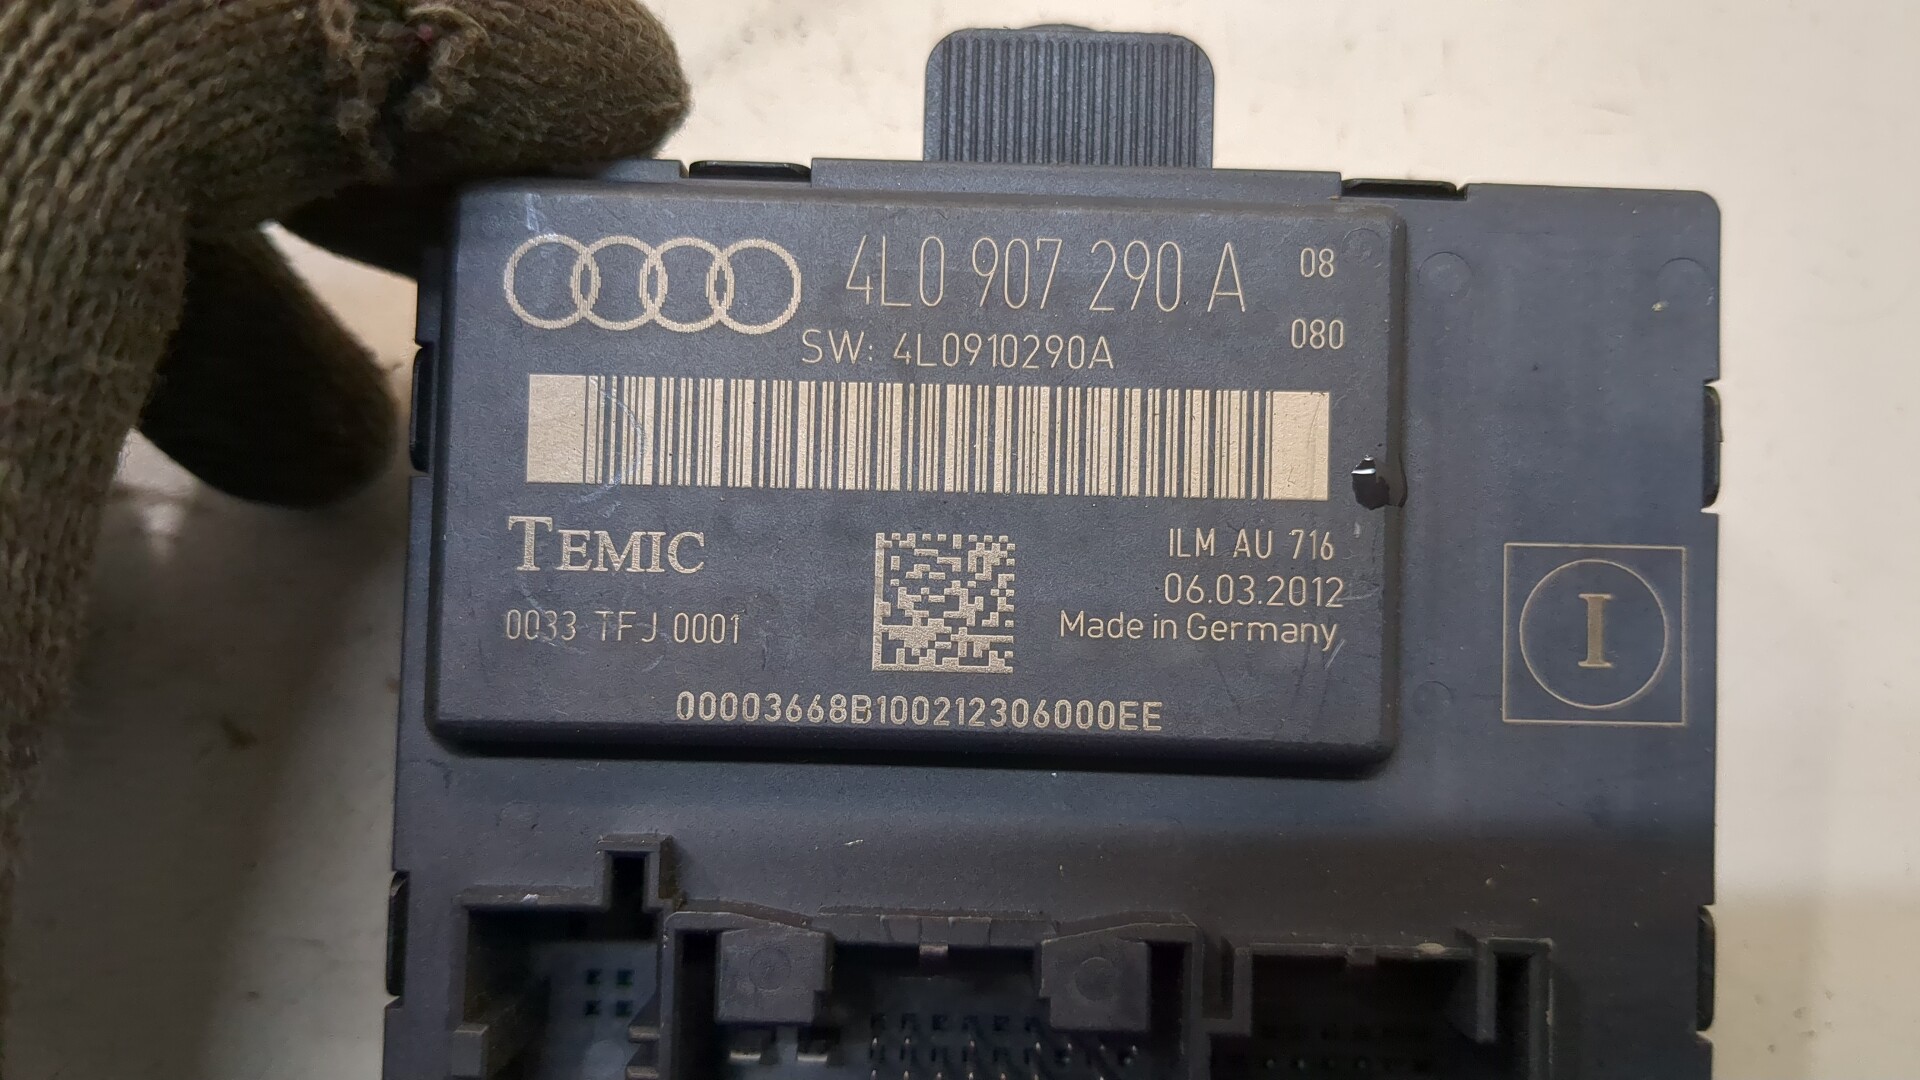 4L0 907 290 A 08
SW: 4L0910290A 080
TEMIC
ILM AU 716
06.03.2012
0033 TFJ 0001
Made in Germany
00003668B100212306000EE
I